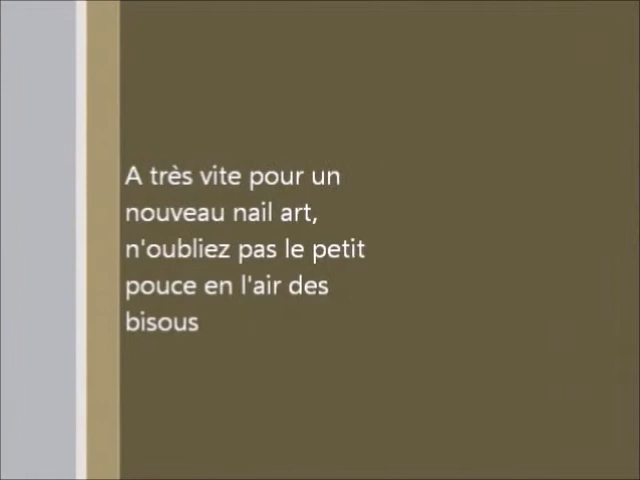 A très vite pour un
nouveau nail art,
n'oubliez pas le petit
pouce en l'air des
bisous